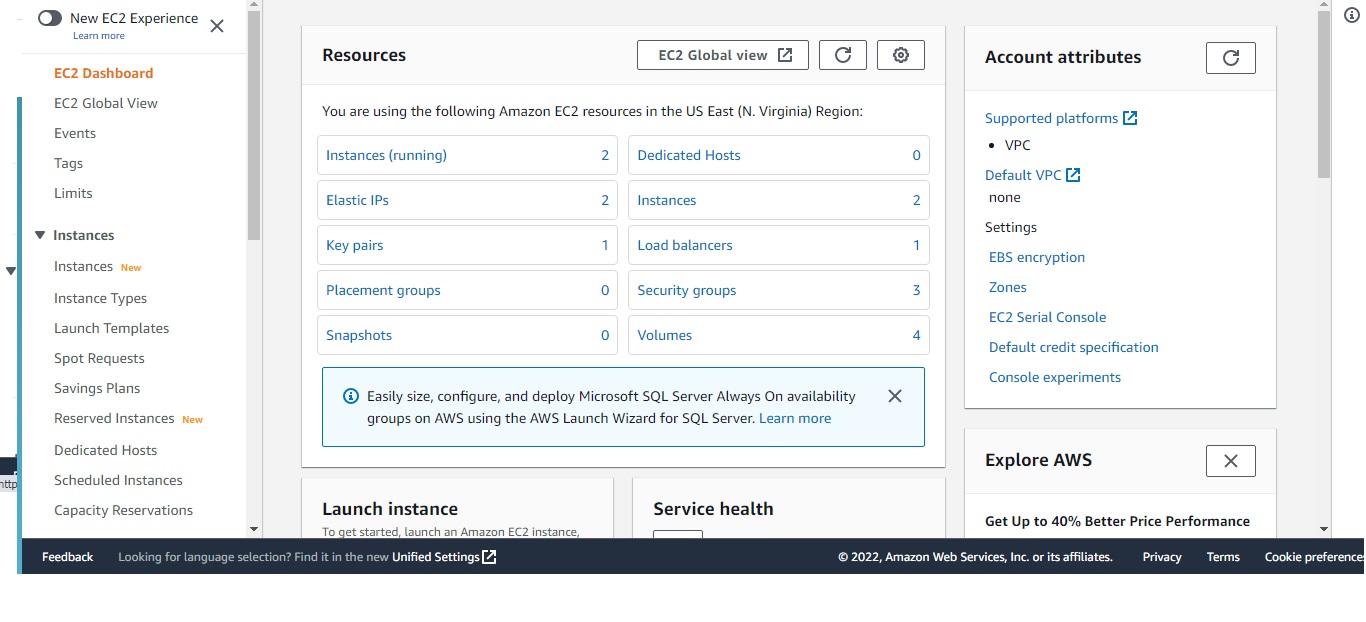 New EC2 Experience
Learn more
EC2 Dashboard
EC2 Global View
Events
Tags
Limits
Instances
Instances New
Instance Types
Launch Templates
Spot Requests
Savings Plans
Reserved Instances New
Dedicated Hosts
Scheduled Instances
Capacity Reservations
Resources
EC2 Global view
You are using the following Amazon EC2 resources in the US East (N. Virginia) Region:
Instances (running) 2
Dedicated Hosts 0
Elastic IPs 2
Instances 2
Key pairs 1
Load balancers 1
Placement groups 0
Security groups 3
Snapshots 0
Volumes 4
Easily size, configure, and deploy Microsoft SQL Server Always On availability
groups on AWS using the AWS Launch Wizard for SQL Server. Learn more
Launch instance
To get started, launch an Amazon EC2 instance,
Service health
Account attributes
Supported platforms
• VPC
Default VPC
none
Settings
EBS encryption
Zones
EC2 Serial Console
Default credit specification
Console experiments
Explore AWS
Get Up to 40% Better Price Performance
http
Feedback
Looking for language selection? Find it in the new Unified Settings
© 2022, Amazon Web Services, Inc. or its affiliates.
Privacy
Terms
Cookie preferences